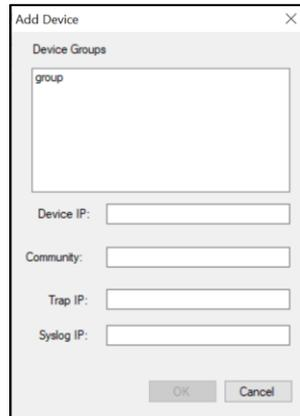 Add Device
Device Groups
group
Device IP:
Community:
Trap IP:
Syslog IP:
OK Cancel